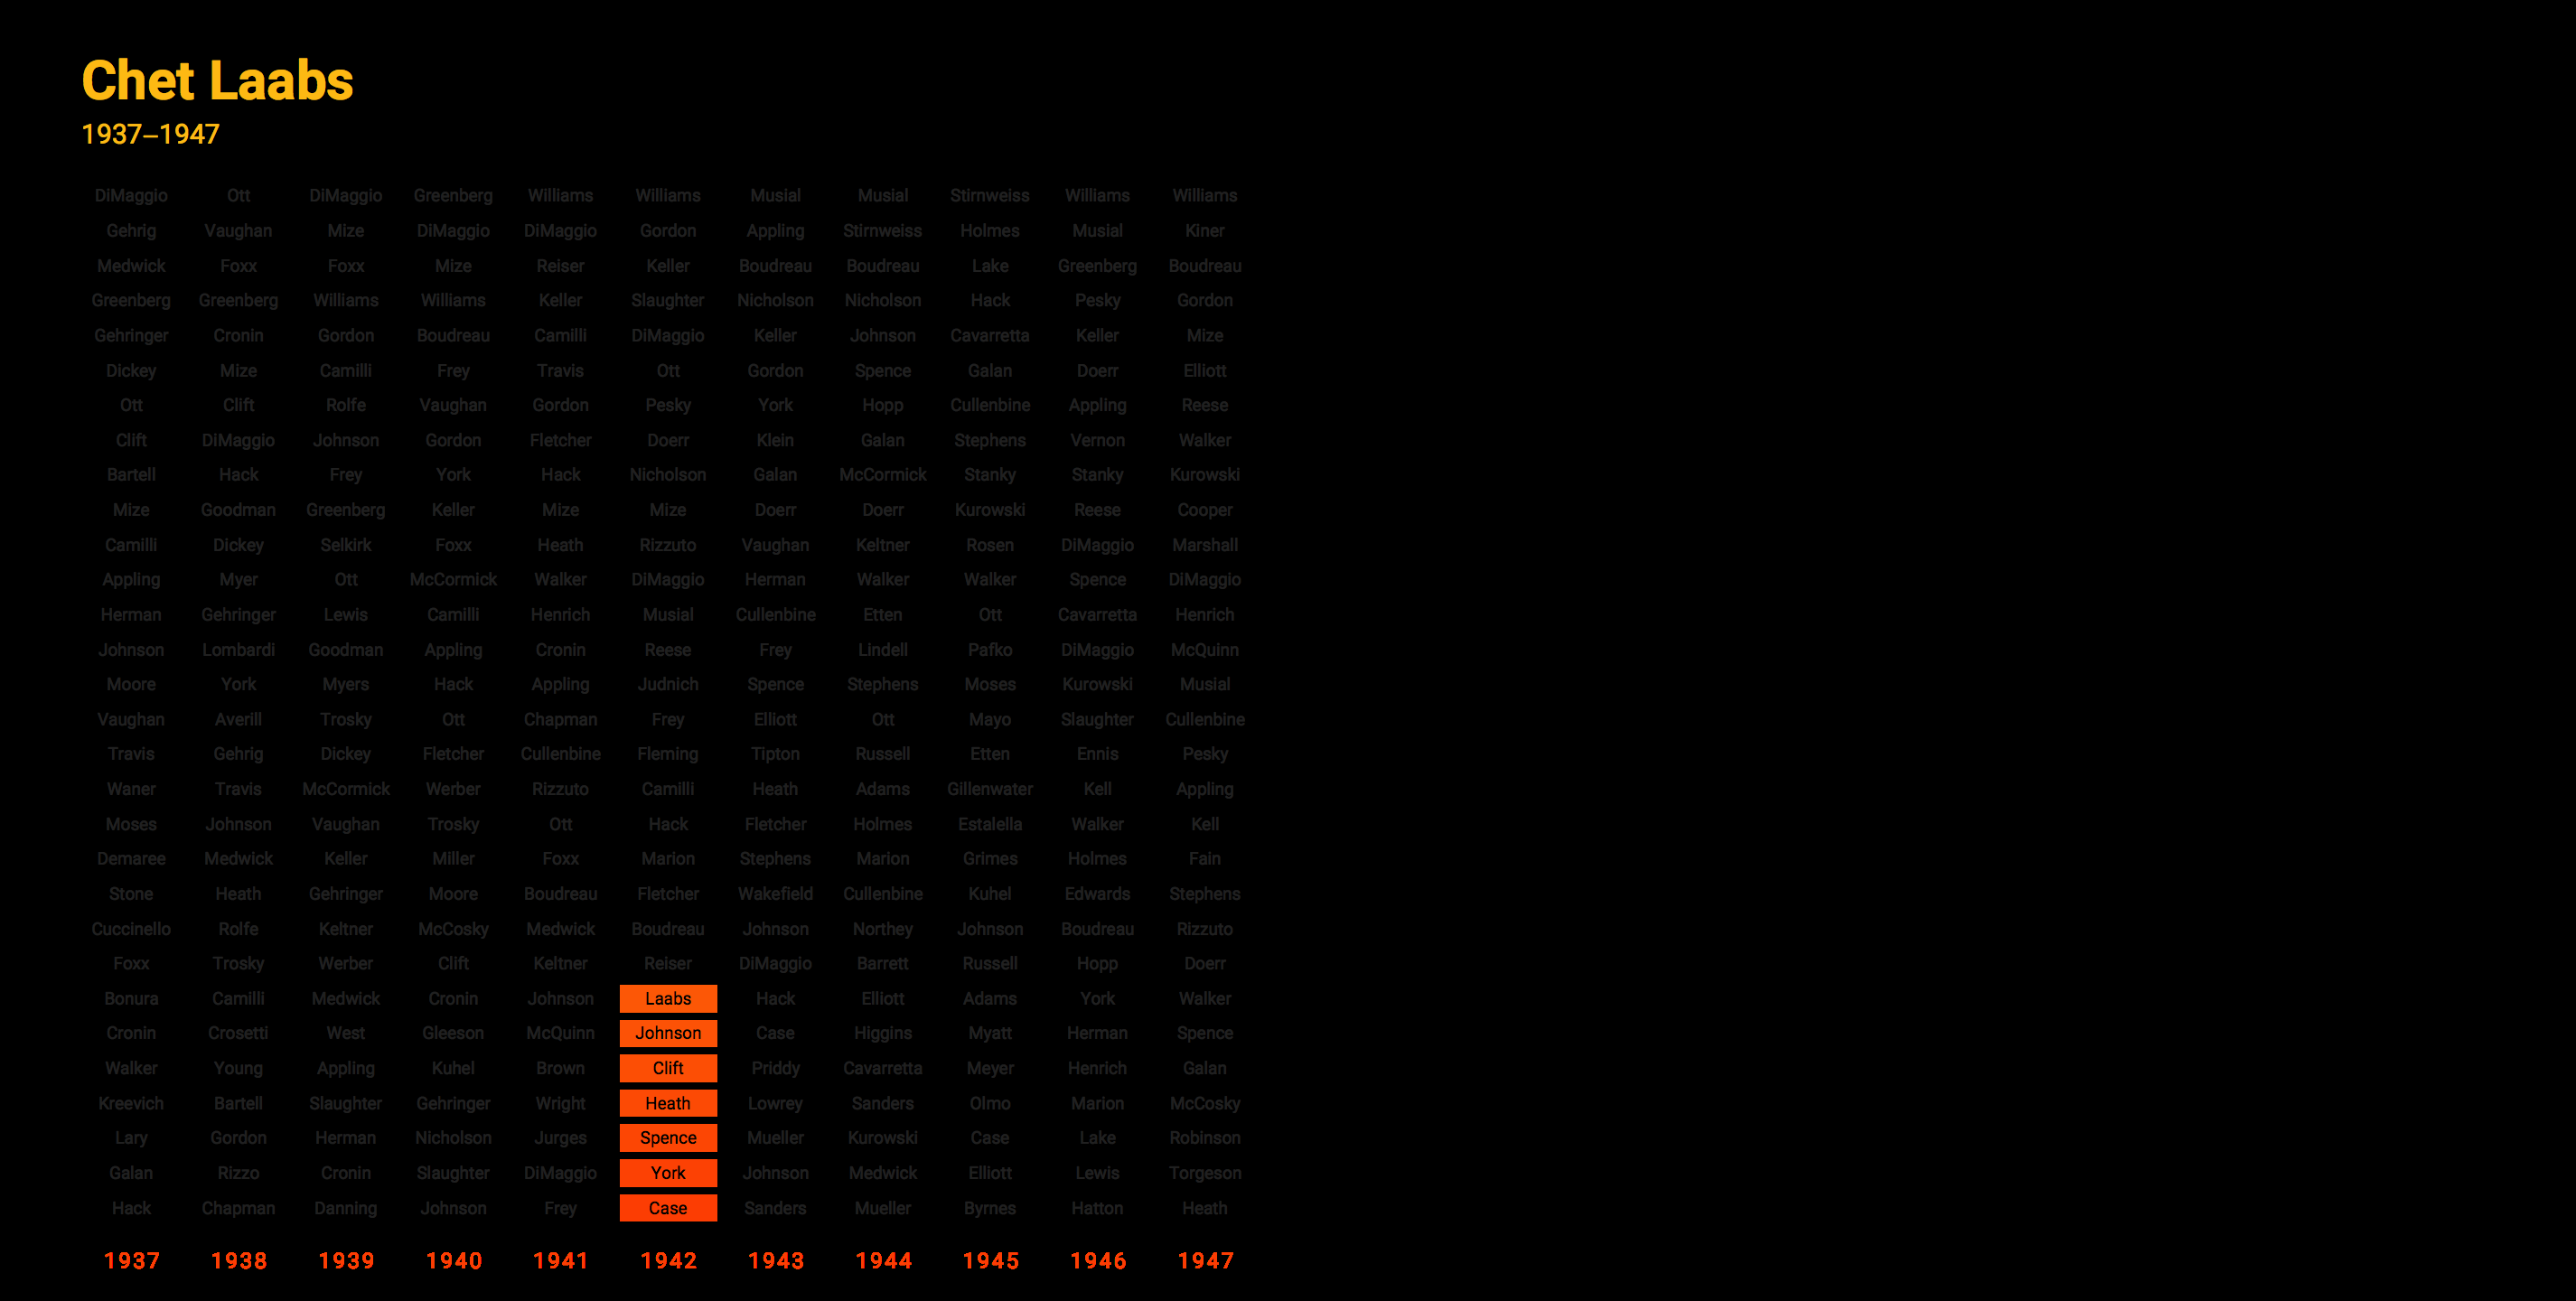 Chet Laabs
1937–1947
DiMaggio Ott DiMaggio Greenberg Williams Williams Musial Musial Stirnweiss Williams Williams
Gehrig Vaughan Mize DiMaggio DiMaggio Gordon Appling Stirnweiss Holmes Musial Kiner
Medwick Foxx Foxx Mize Reiser Keller Boudreau Boudreau Lake Greenberg Boudreau
Greenberg Greenberg Williams Williams Keller Slaughter Nicholson Nicholson Hack Pesky Gordon
Gehringer Cronin Gordon Boudreau Camilli DiMaggio Keller Johnson Cavarretta Keller Mize
Dickey Mize Camilli Frey Travis Ott Gordon Spence Galan Doerr Elliott
Ott Clift Rolfe Vaughan Gordon Pesky York Hopp Cullenbine Appling Reese
Clift DiMaggio Johnson Gordon Fletcher Doerr Klein Galan Stephens Vernon Walker
Bartell Hack Frey York Hack Nicholson Galan McCormick Stanky Stanky Kurowski
Mize Goodman Greenberg Keller Mize Mize Doerr Doerr Kurowski Reese Cooper
Camilli Dickey Selkirk Foxx Heath Rizzuto Vaughan Keltner Rosen DiMaggio Marshall
Appling Myer Ott McCormick Walker DiMaggio Herman Walker Walker Spence DiMaggio
Herman Gehringer Lewis Camilli Henrich Musial Cullenbine Etten Ott Cavarretta Henrich
Johnson Lombardi Goodman Appling Cronin Reese Frey Lindell Pafko DiMaggio McQuinn
Moore York Myers Hack Appling Judnich Spence Stephens Moses Kurowski Musial
Vaughan Averill Trosky Ott Chapman Frey Elliott Ott Mayo Slaughter Cullenbine
Travis Gehrig Dickey Fletcher Cullenbine Fleming Tipton Russell Etten Ennis Pesky
Waner Travis McCormick Werber Rizzuto Camilli Heath Adams Gillenwater Kell Appling
Moses Johnson Vaughan Trosky Ott Hack Fletcher Holmes Estalella Walker Kell
Demaree Medwick Keller Miller Foxx Marion Stephens Marion Grimes Holmes Fain
Stone Heath Gehringer Moore Boudreau Fletcher Wakefield Cullenbine Kuhel Edwards Stephens
Cuccinello Rolfe Keltner McCosky Medwick Boudreau Johnson Northey Johnson Boudreau Rizzuto
Foxx Trosky Werber Clift Keltner Reiser DiMaggio Barrett Russell Hopp Doerr
Bonura Camilli Medwick Cronin Johnson Laabs Hack Elliott Adams York Walker
Cronin Crosetti West Gleeson McQuinn Johnson Case Higgins Myatt Herman Spence
Walker Young Appling Kuhel Brown Clift Priddy Cavarretta Meyer Henrich Galan
Kreevich Bartell Slaughter Gehringer Wright Heath Lowrey Sanders Olmo Marion McCosky
Lary Gordon Herman Nicholson Jurges Spence Mueller Kurowski Case Lake Robinson
Galan Rizzo Cronin Slaughter DiMaggio York Johnson Medwick Elliott Lewis Torgeson
Hack Chapman Danning Johnson Frey Case Sanders Mueller Byrnes Hatton Heath
1937 1938 1939 1940 1941 1942 1943 1944 1945 1946 1947